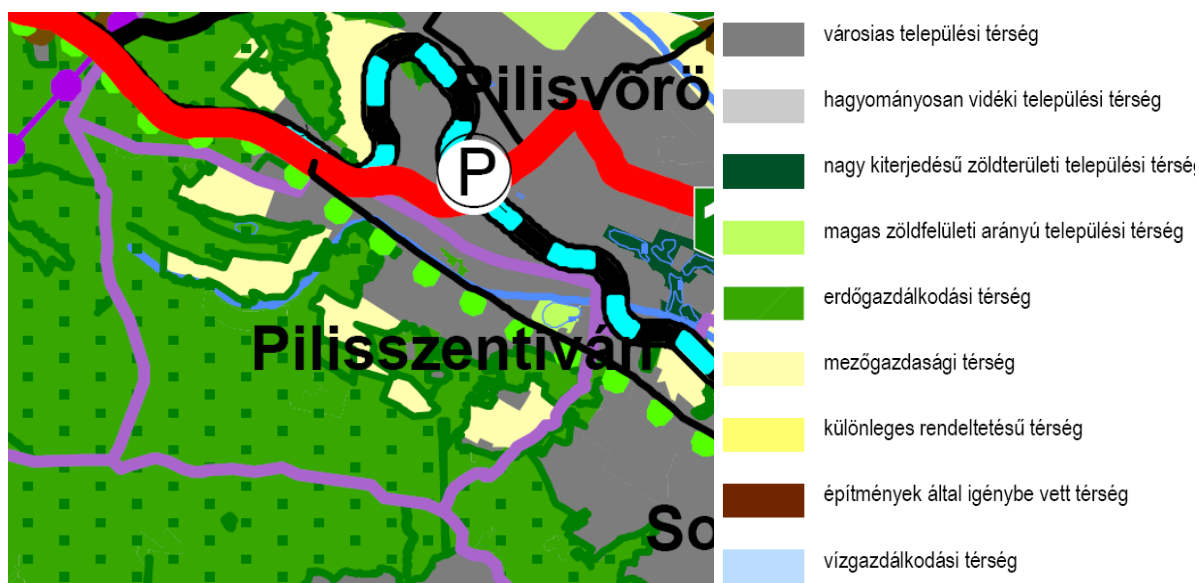 Pilisvörö
P
Pilisszentiván
So
városias települési térség
hagyományosan vidéki települési térség
nagy kiterjedésű zöldterületi települési térsé
magas zöldfelületi arányú települési térség
erdőgazdálkodási térség
mezőgazdasági térség
különleges rendeltetésű térség
építmények által igénybe vett térség
vízgazdálkodási térség